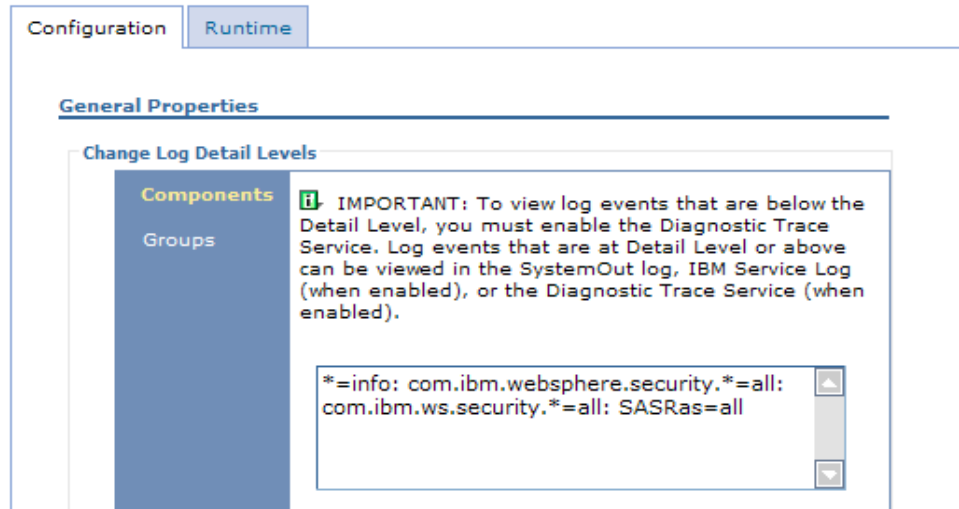 Configuration Runtime
General Properties
Change Log Detail Levels
Components
Groups
IMPORTANT: To view log events that are below the
Detail Level, you must enable the Diagnostic Trace
Service. Log events that are at Detail Level or above
can be viewed in the SystemOut log, IBM Service Log
(when enabled), or the Diagnostic Trace Service (when
enabled).
*=info: com.ibm.websphere.security.*=all:
com.ibm.ws.security.*=all: SASRas=all